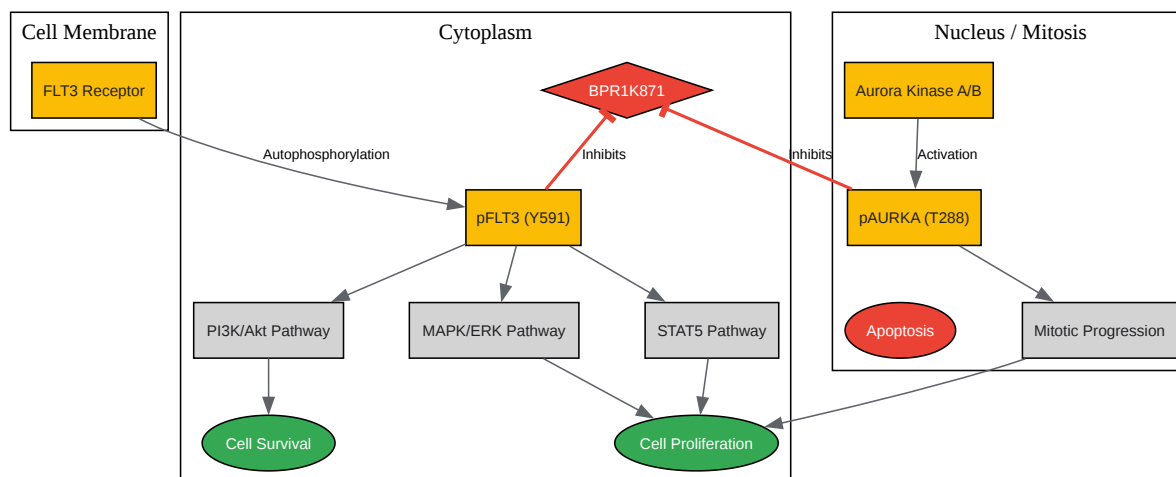 Cell Membrane
Cytoplasm
Nucleus / Mitosis
FLT3 Receptor
BPR1K871
Aurora Kinase A/B
Autophosphorylation
Inhibits
Inhibits
Activation
pFLT3 (Y591)
pAURKA (T288)
PI3K/Akt Pathway
MAPK/ERK Pathway
STAT5 Pathway
Apoptosis
Mitotic Progression
Cell Survival
Cell Proliferation